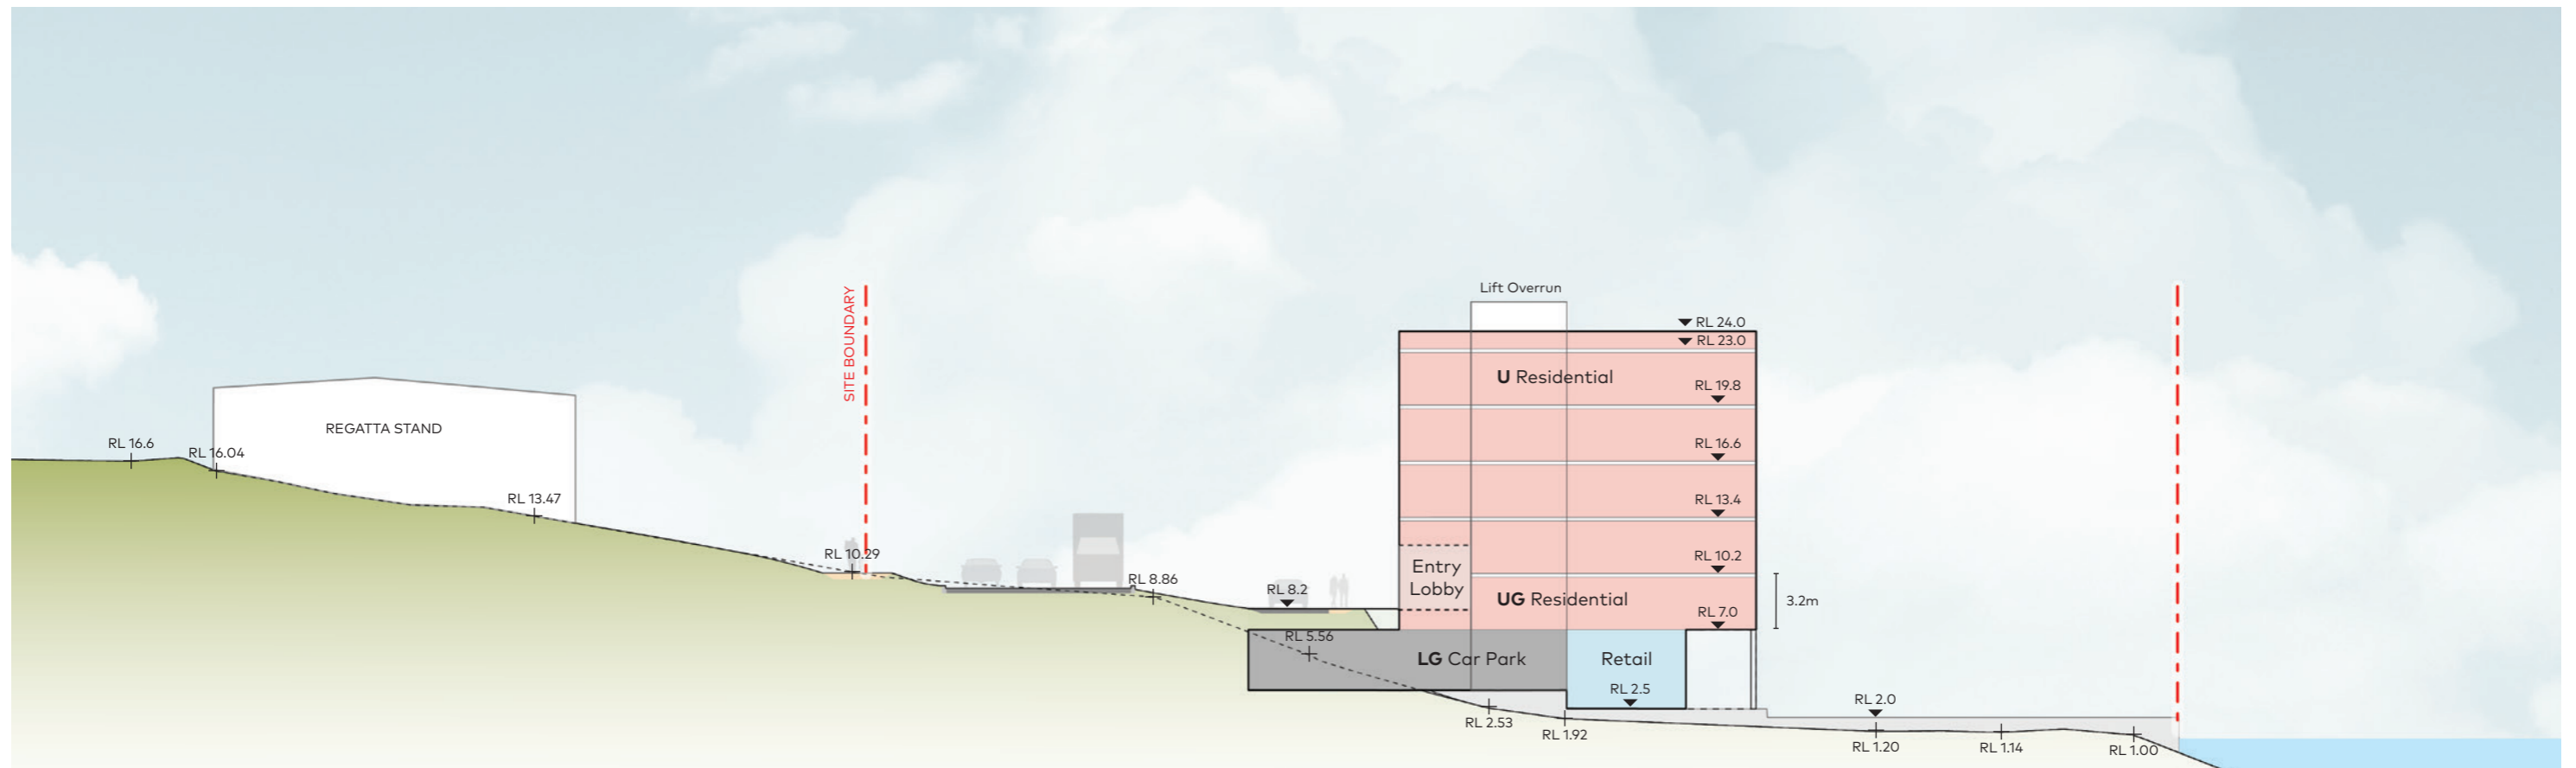 SITE BOUNDARY
Lift Overrun
RL 24.0
RL 23.0
U Residential
RL 19.8
REGATTA STAND
RL 16.6
RL 16.04
RL 16.6
RL 13.47
RL 13.4
RL 10.29
RL 10.2
Entry
Lobby
RL 8.86
RL 8.2
UG Residential
3.2m
RL 7.0
RL 5.56
LG Car Park
Retail
RL 2.5
RL 2.53
RL 1.92
RL 2.0
RL 1.20
RL 1.14
RL 1.00